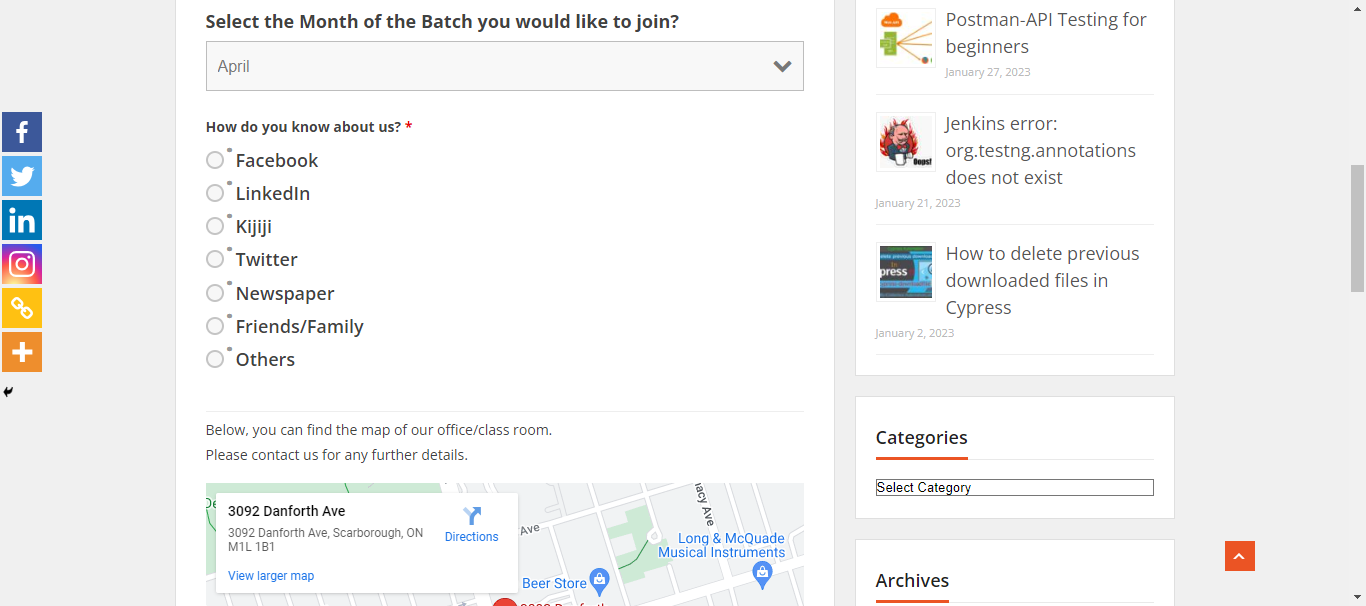 Select the Month of the Batch you would like to join?
April
How do you know about us? *
Facebook
LinkedIn
Kijiji
Twitter
Newspaper
Friends/Family
Others
Below, you can find the map of our office/class room.
Please contact us for any further details.
3092 Danforth Ave
3092 Danforth Ave, Scarborough, ON
M1L 1B1
Directions
View larger map
Ave
Long & McQuade
Musical Instruments
Beer Store
Postman-API Testing for
beginners
January 27, 2023
Oops!
Jenkins error:
org.testng.annotations
does not exist
January 21, 2023
press
How to delete previous
downloaded files in
Cypress
January 2, 2023
Categories
Select Category
Archives